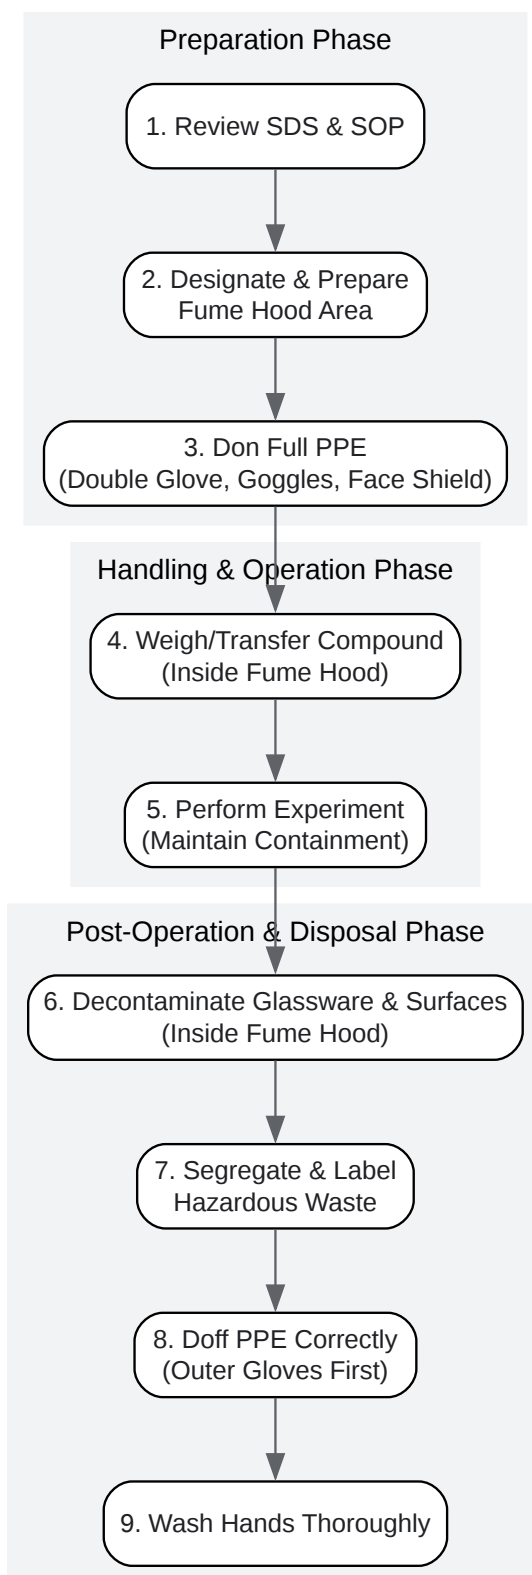 Preparation Phase
1. Review SDS & SOP
2. Designate & Prepare
Fume Hood Area
3. Don Full PPE
(Double Glove, Goggles, Face Shield)
Handling & Operation Phase
4. Weigh/Transfer Compound
(Inside Fume Hood)
5. Perform Experiment
(Maintain Containment)
Post-Operation & Disposal Phase
6. Decontaminate Glassware & Surfaces
(Inside Fume Hood)
7. Segregate & Label
Hazardous Waste
8. Doff PPE Correctly
(Outer Gloves First)
9. Wash Hands Thoroughly